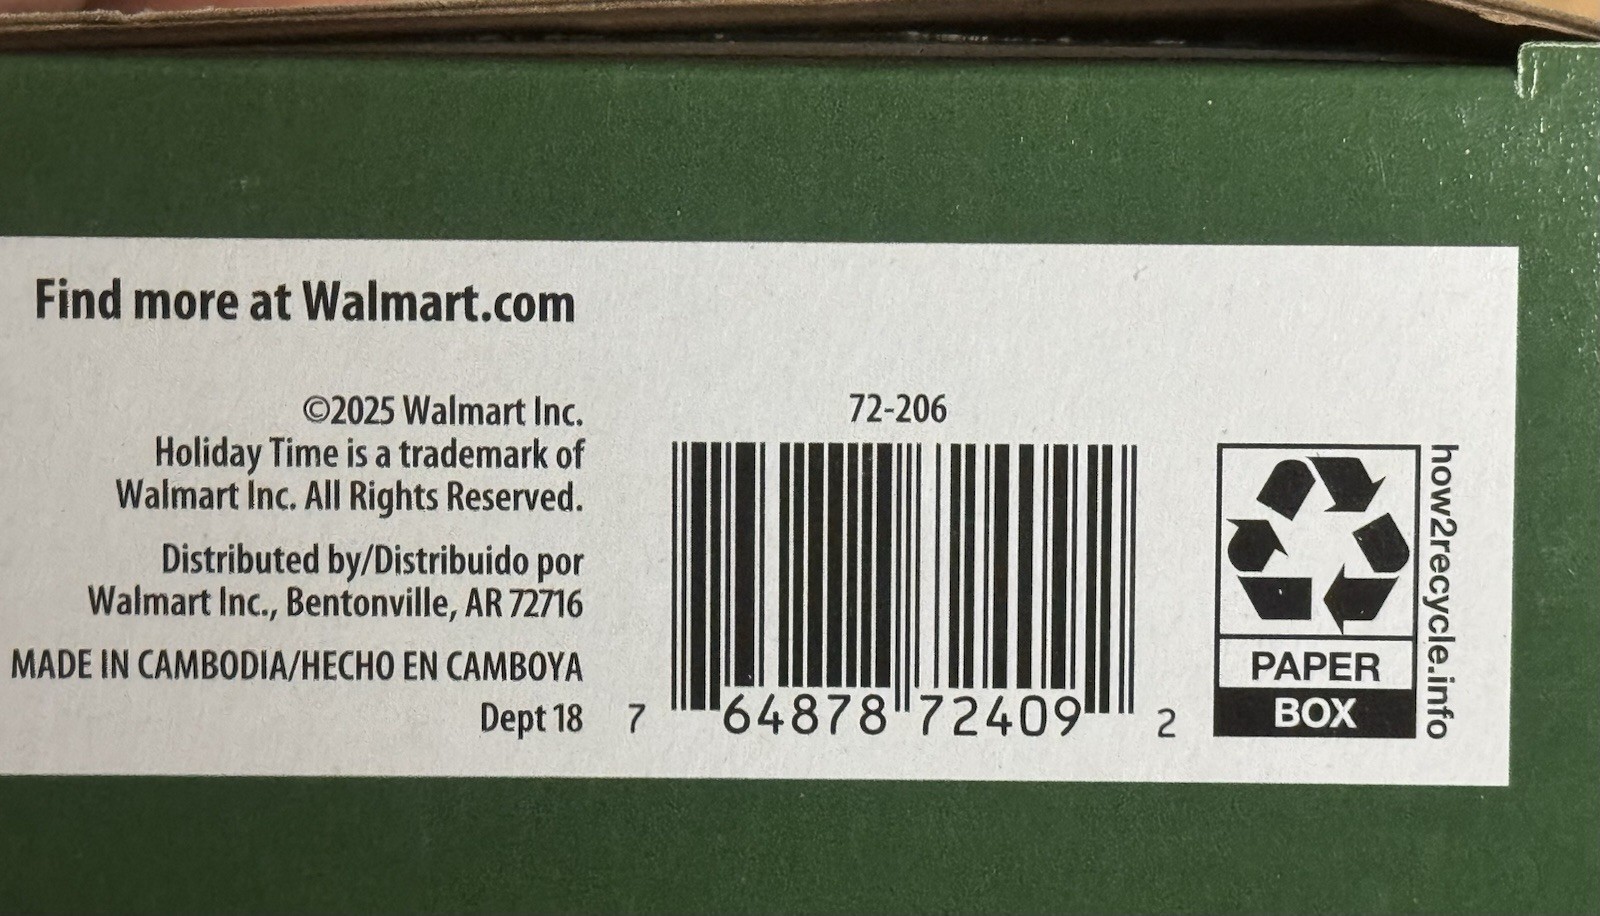 Find more at Walmart.com
©2025 Walmart Inc.
Holiday Time is a trademark of
Walmart Inc. All Rights Reserved.
Distributed by/Distribuido por
Walmart Inc., Bentonville, AR 72716
MADE IN CAMBODIA/HECHO EN CAMBOYA
Dept 18
72-206
7 64878 72409 2
how2recycle.info
PAPER
BOX